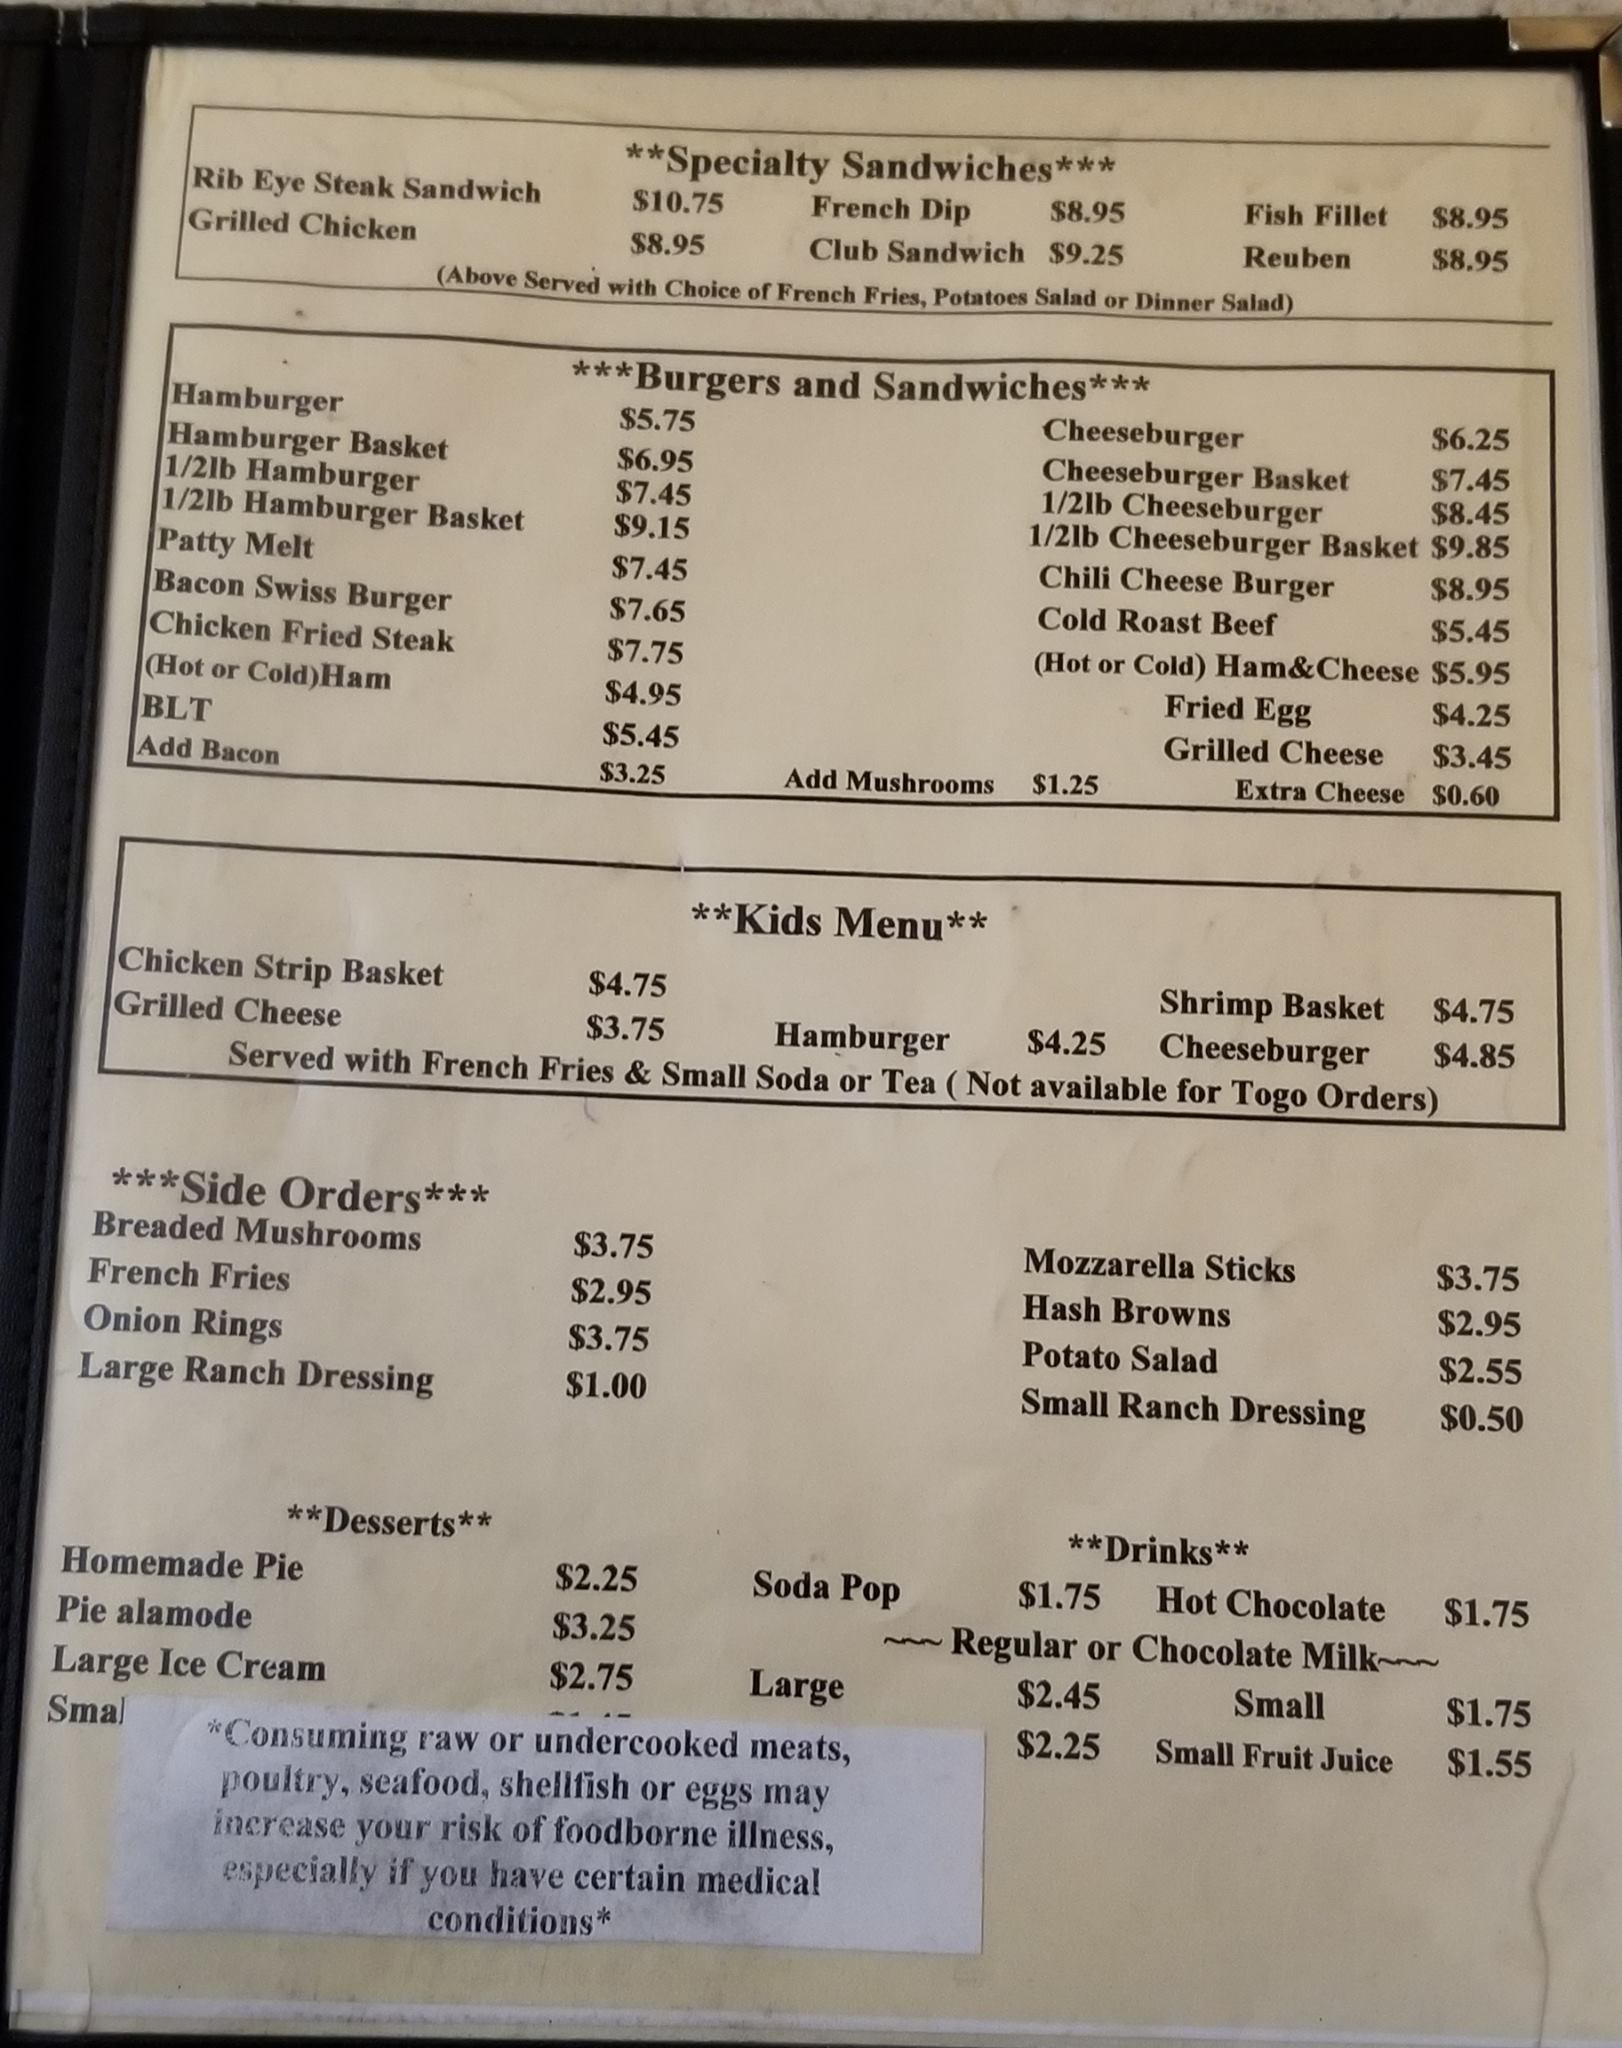 **Specialty Sandwiches***
Rib Eye Steak Sandwich $10.75 French Dip $8.95 Fish Fillet $8.95
Grilled Chicken $8.95 Club Sandwich $9.25 Reuben $8.95
(Above Served with Choice of French Fries, Potatoes Salad or Dinner Salad)
***Burgers and Sandwiches***
Hamburger $5.75 Cheeseburger $6.25
Hamburger Basket $6.95 Cheeseburger Basket $7.45
1/2lb Hamburger $7.45 1/2lb Cheeseburger $8.45
1/2lb Hamburger Basket $9.15 1/2lb Cheeseburger Basket $9.85
Patty Melt $7.45 Chili Cheese Burger $8.95
Bacon Swiss Burger $7.65 Cold Roast Beef $5.45
Chicken Fried Steak $7.75 (Hot or Cold) Ham&Cheese $5.95
(Hot or Cold)Ham $4.95 Fried Egg $4.25
BLT $5.45 Grilled Cheese $3.45
Add Bacon $3.25 Add Mushrooms $1.25 Extra Cheese $0.60
**Kids Menu**
Chicken Strip Basket $4.75 Shrimp Basket $4.75
Grilled Cheese $3.75 Hamburger $4.25 Cheeseburger $4.85
Served with French Fries & Small Soda or Tea ( Not available for Togo Orders)
***Side Orders***
Breaded Mushrooms $3.75 Mozzarella Sticks $3.75
French Fries $2.95 Hash Browns $2.95
Onion Rings $3.75 Potato Salad $2.55
Large Ranch Dressing $1.00 Small Ranch Dressing $0.50
**Desserts** **Drinks**
Homemade Pie $2.25 Soda Pop $1.75 Hot Chocolate $1.75
Pie alamode $3.25 ~~~ Regular or Chocolate Milk~~~
Large Ice Cream $2.75 Large $2.45 Small $1.75
$2.25 Small Fruit Juice $1.55
*Consuming raw or undercooked meats,
poultry, seafood, shellfish or eggs may
increase your risk of foodborne illness,
especially if you have certain medical
conditions*